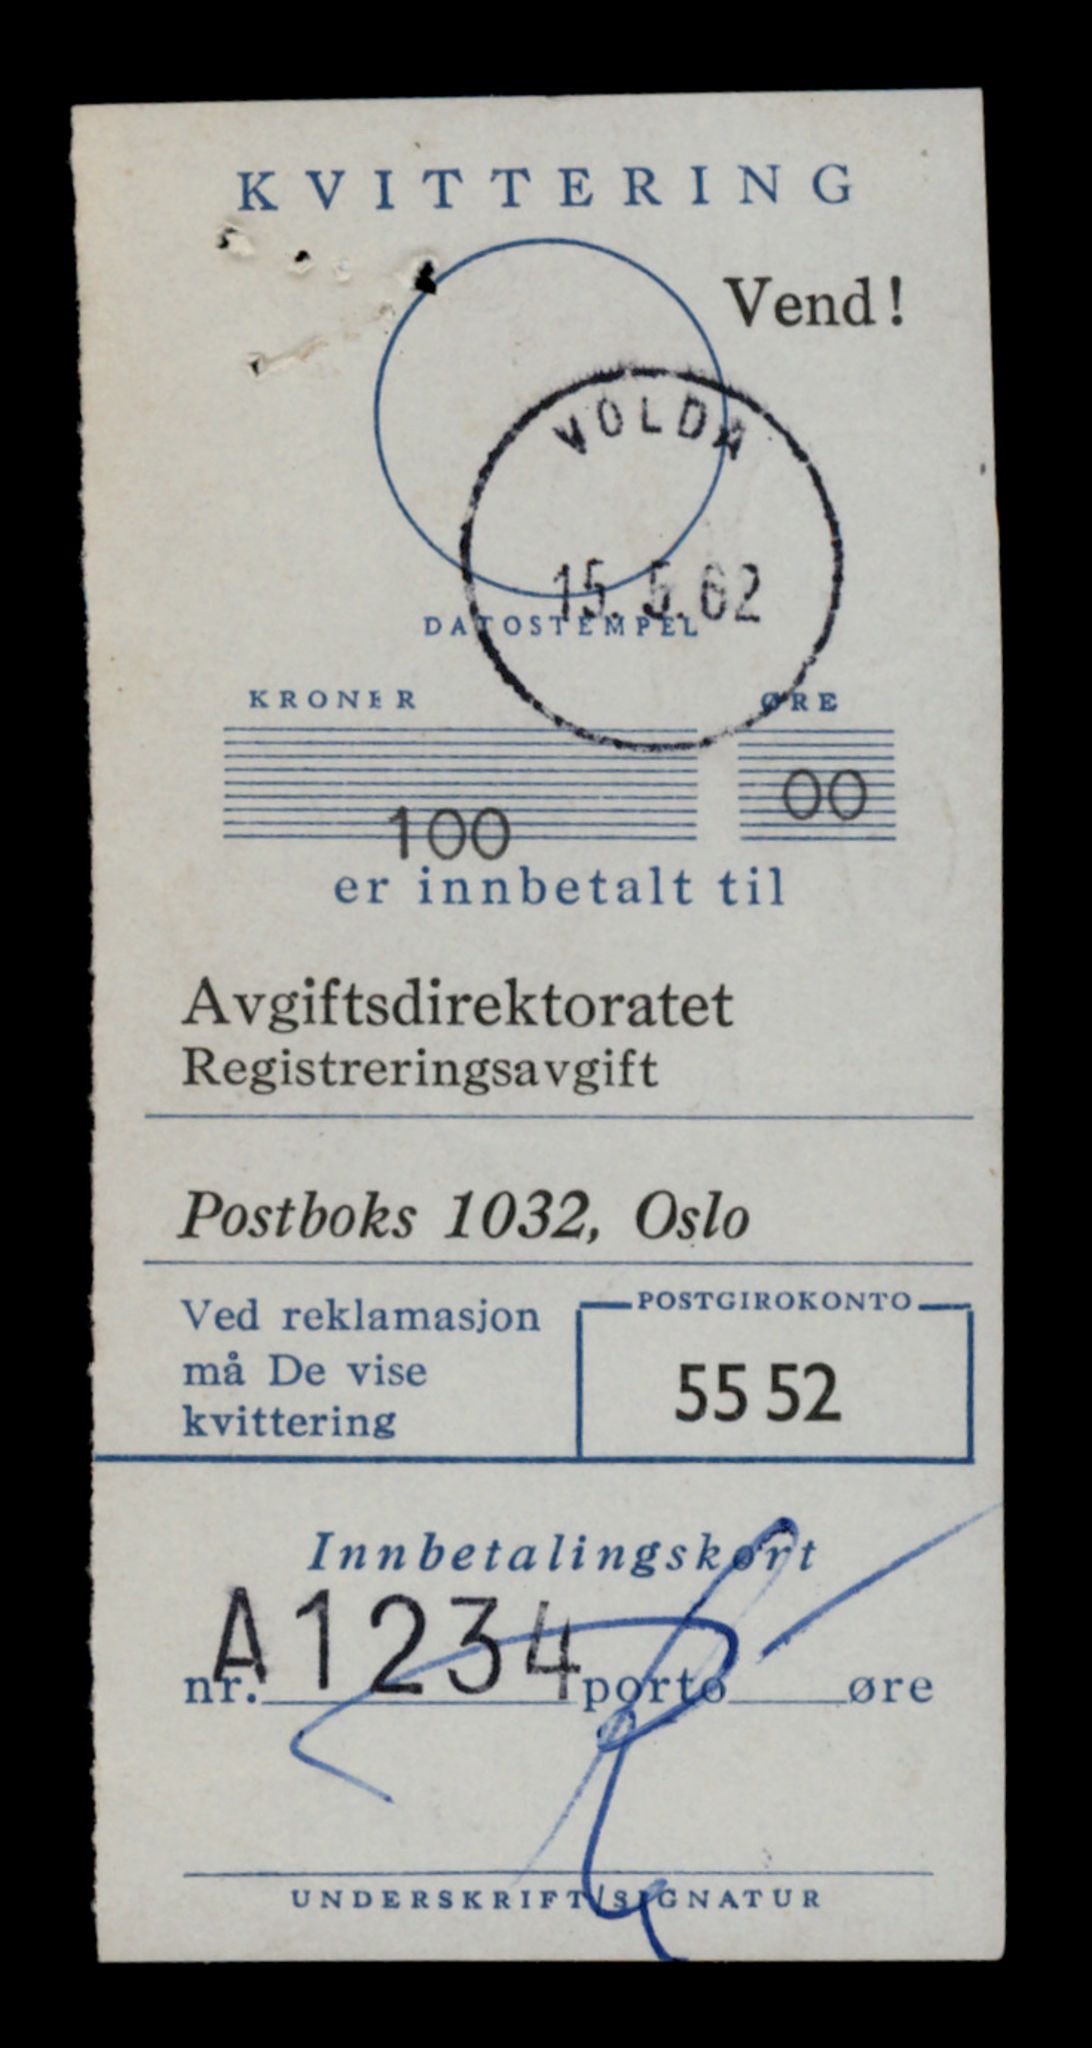 KVITTERING
Vend!
VOLDA
15.5.62
DATOSTEMPEL
KRONER ØRE
100 00
er innbetalt til
Avgiftsdirektoratet
Registreringsavgift
Postboks 1032, Oslo
Ved reklamasjon
må De vise
kvittering
POSTGIROKONTO
55 52
Innbetalingskort
nr. A1234 porto øre
UNDERSKRIFT/SIGNATUR